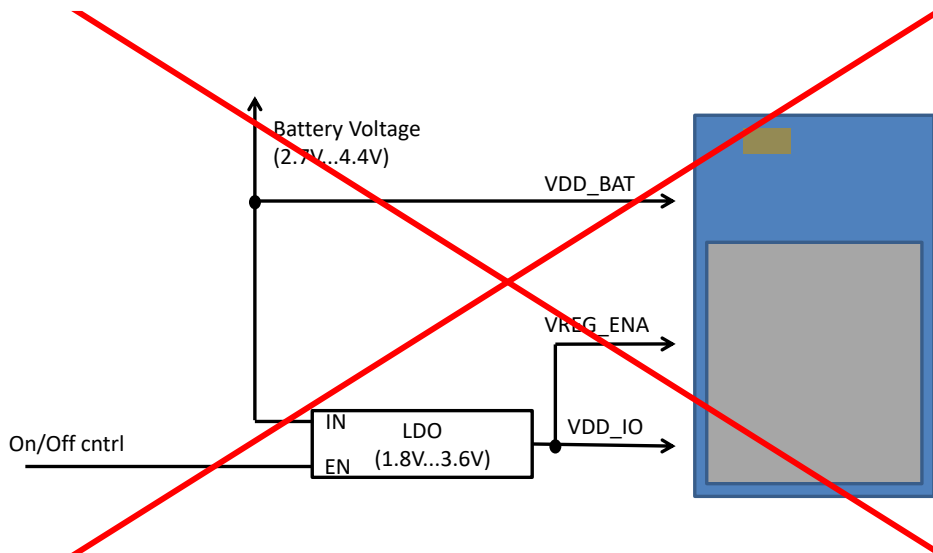 Battery Voltage
(2.7V...4.4V)
VDD_BAT
VREG_ENA
IN
LDO
VDD_IO
On/Off cntrl
(1.8V...3.6V)
EN